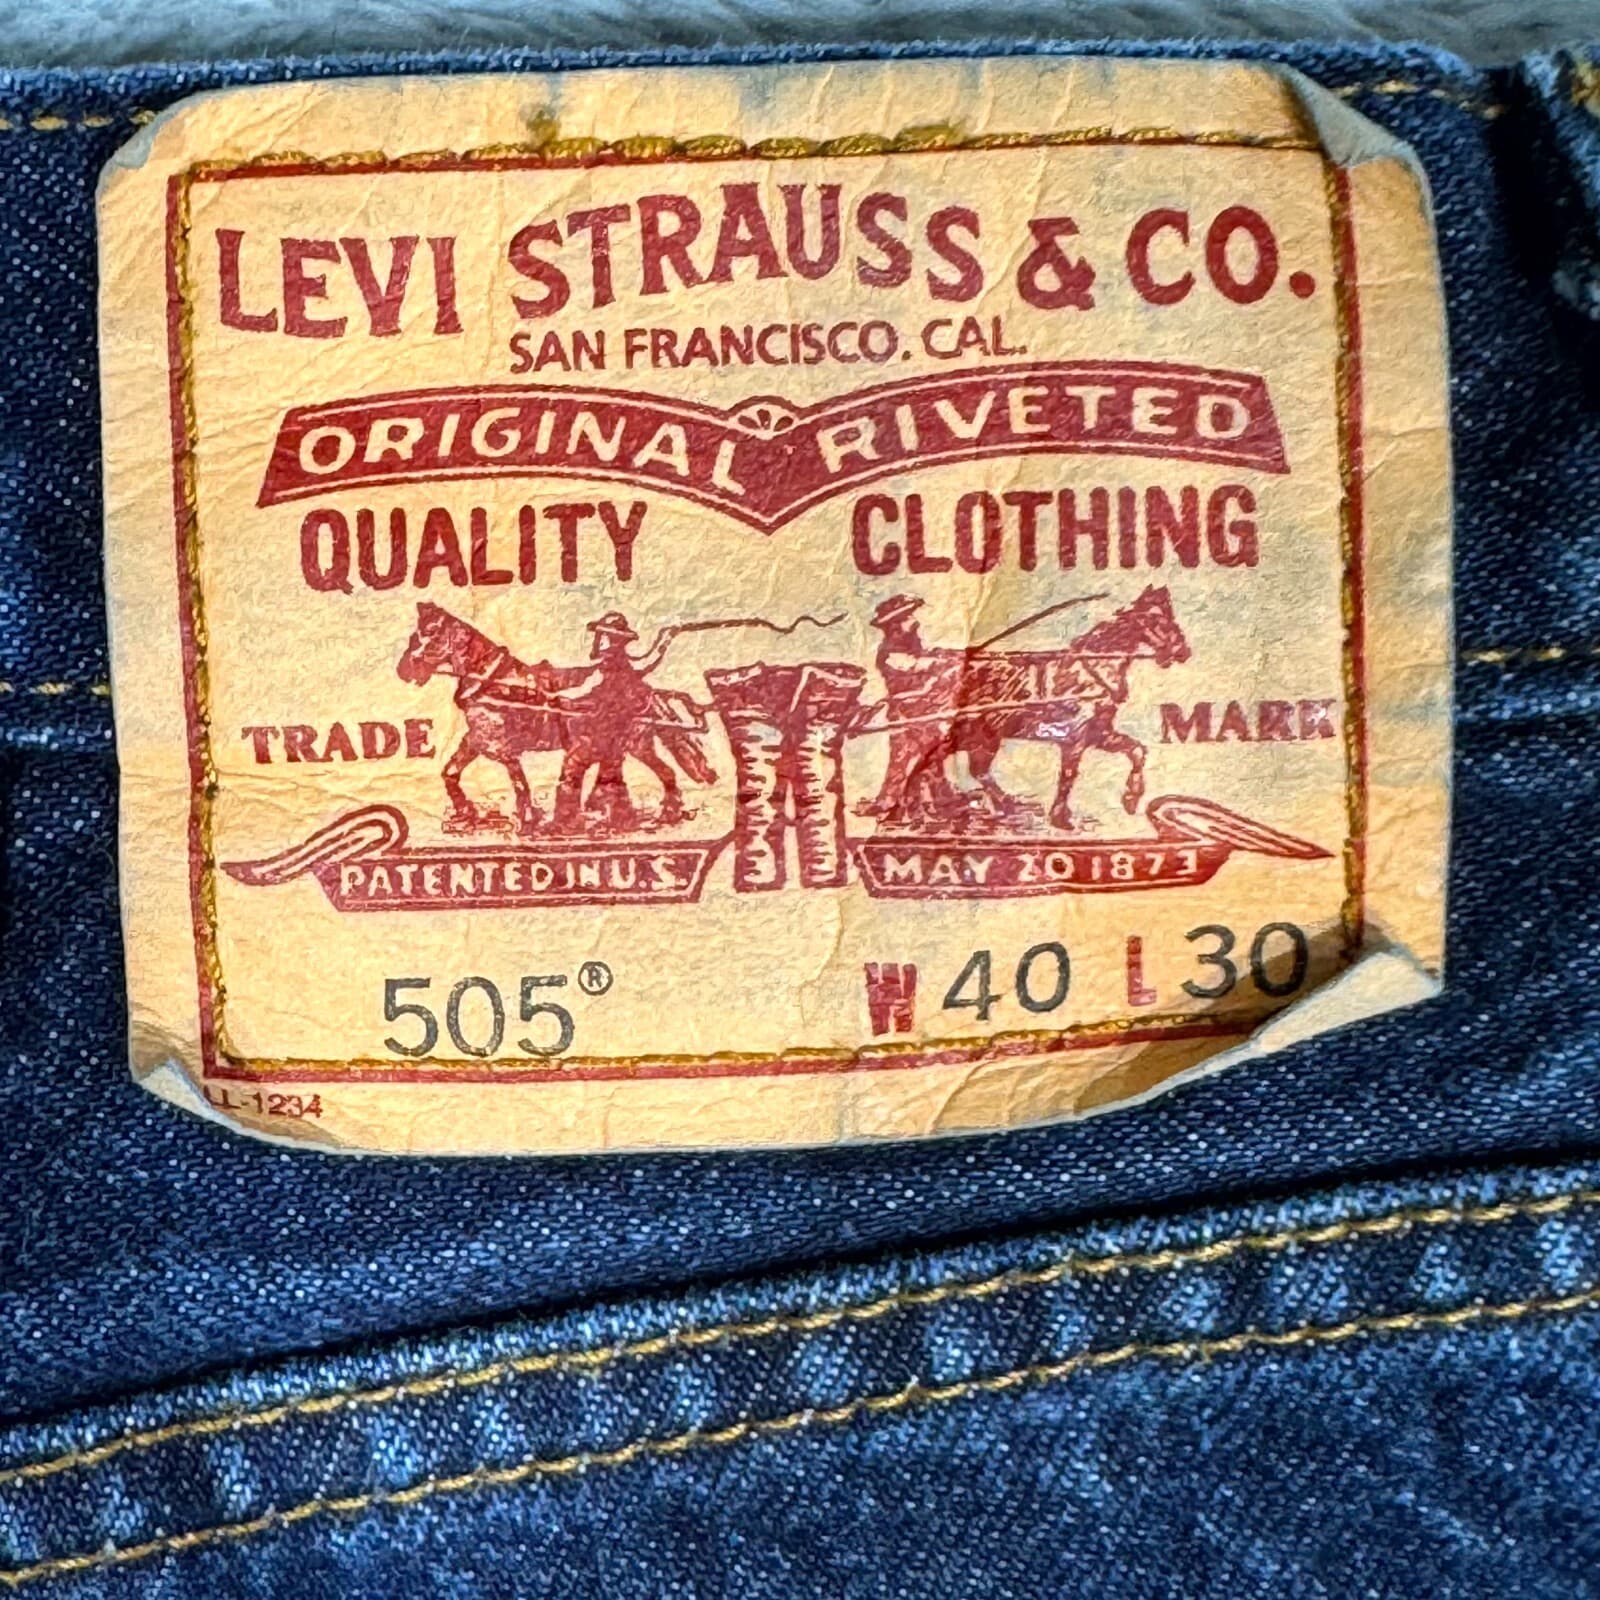 LEVI STRAUSS & CO.
SAN FRANCISCO. CAL.
ORIGINAL RIVETED
QUALITY CLOTHING
TRADE MARK
PATENTED IN U.S. MAY 20 1873
505® W 40 L 30
LL-1234